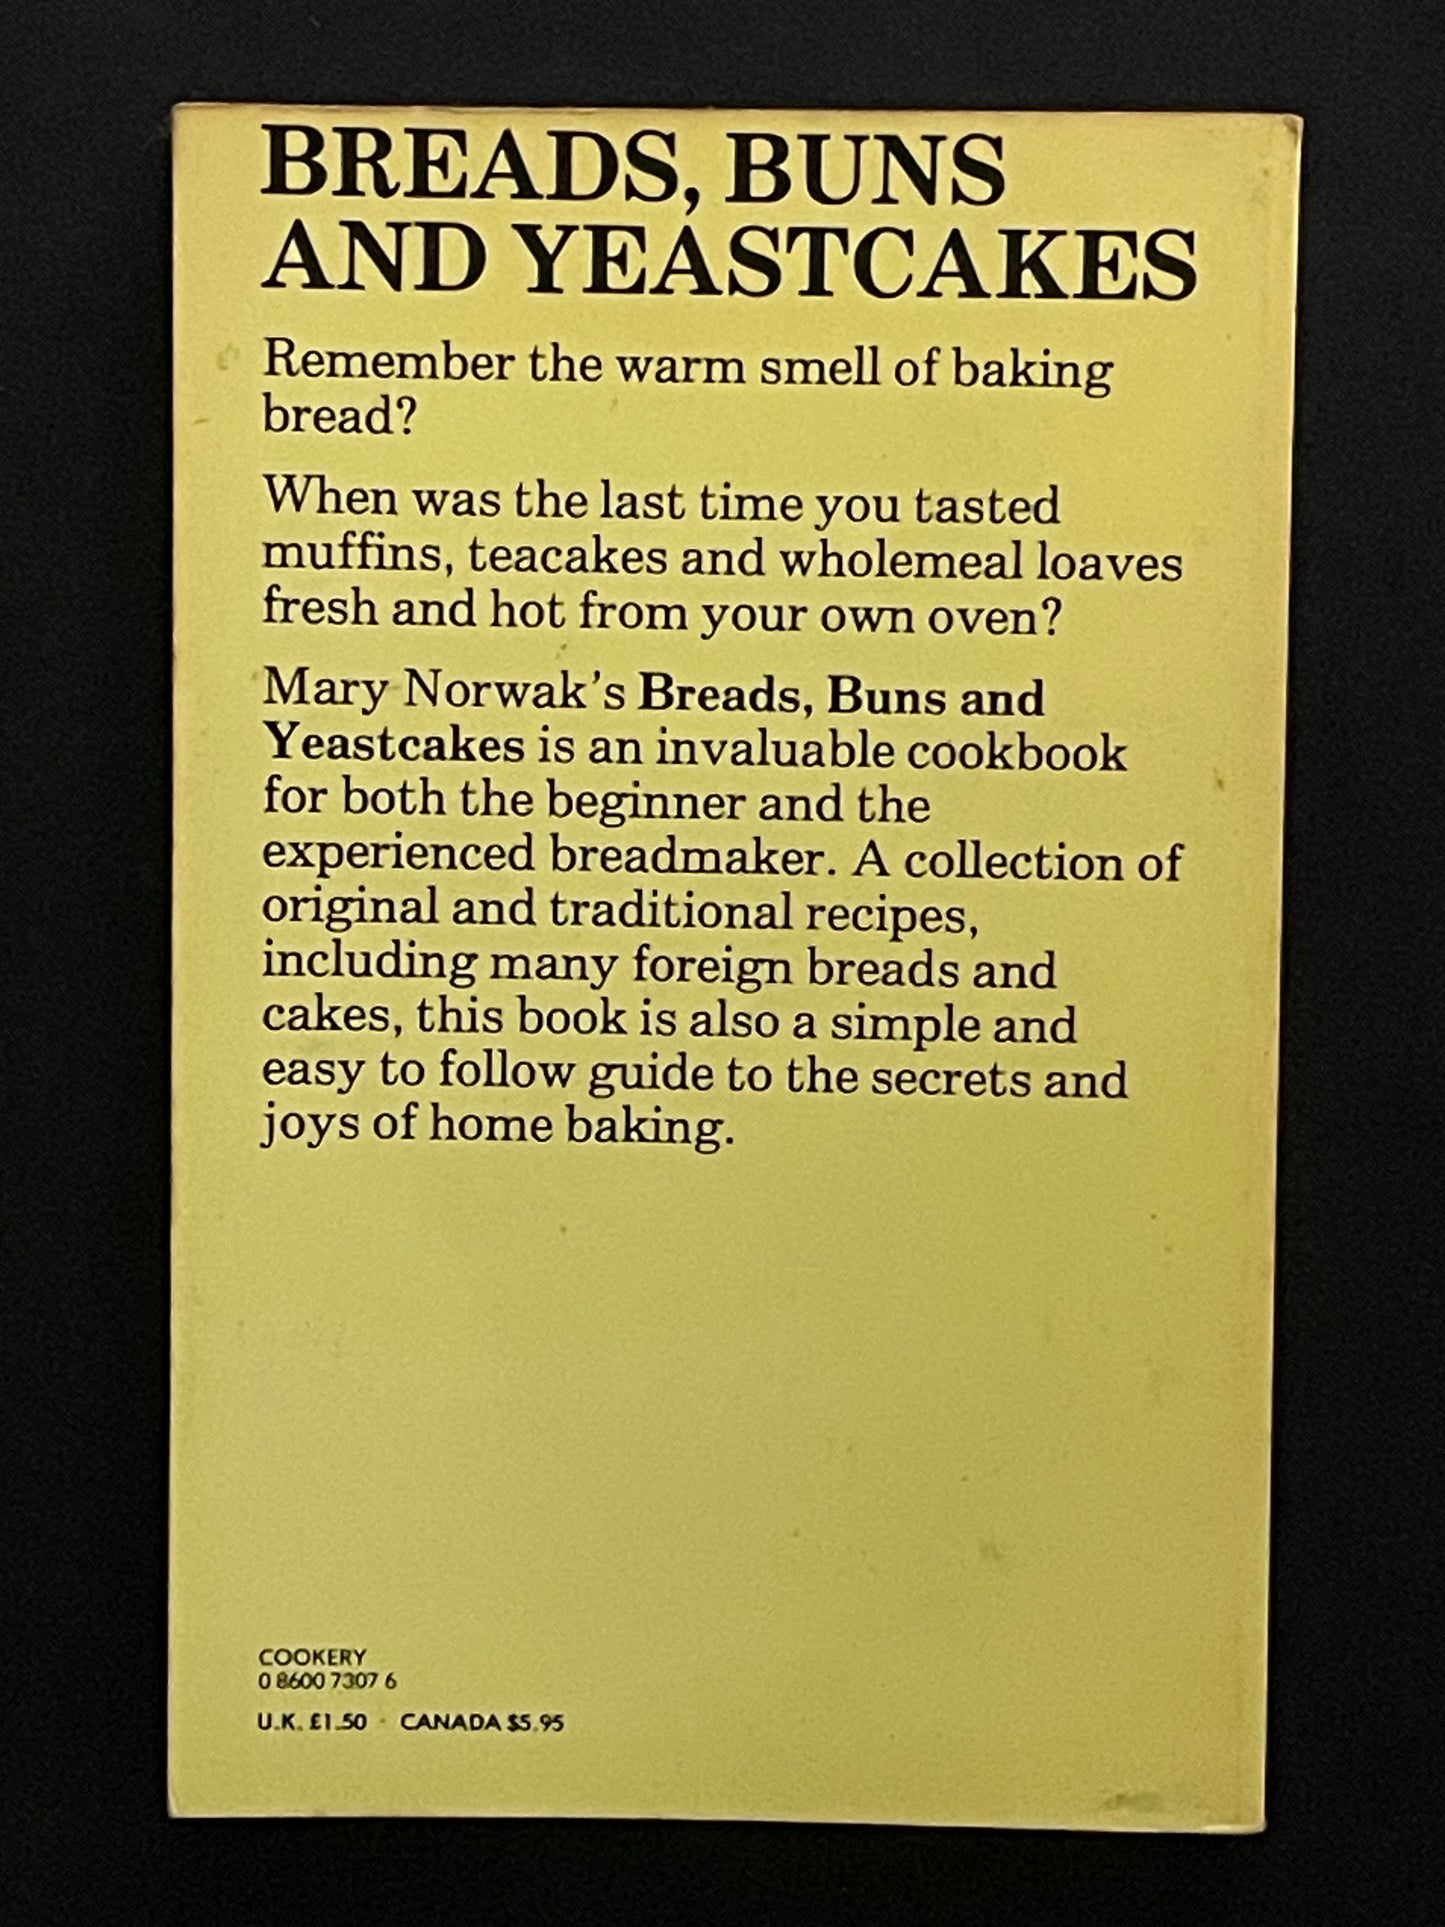 BREADS, BUNS
AND YEASTCAKES
Remember the warm smell of baking
bread?
When was the last time you tasted
muffins, teacakes and wholemeal loaves
fresh and hot from your own oven?
Mary Norwak's Breads, Buns and
Yeastcakes is an invaluable cookbook
for both the beginner and the
experienced breadmaker. A collection of
original and traditional recipes,
including many foreign breads and
cakes, this book is also a simple and
easy to follow guide to the secrets and
joys of home baking.
COOKERY
0 8600 7307 6
U.K. £1.50 · CANADA $5.95